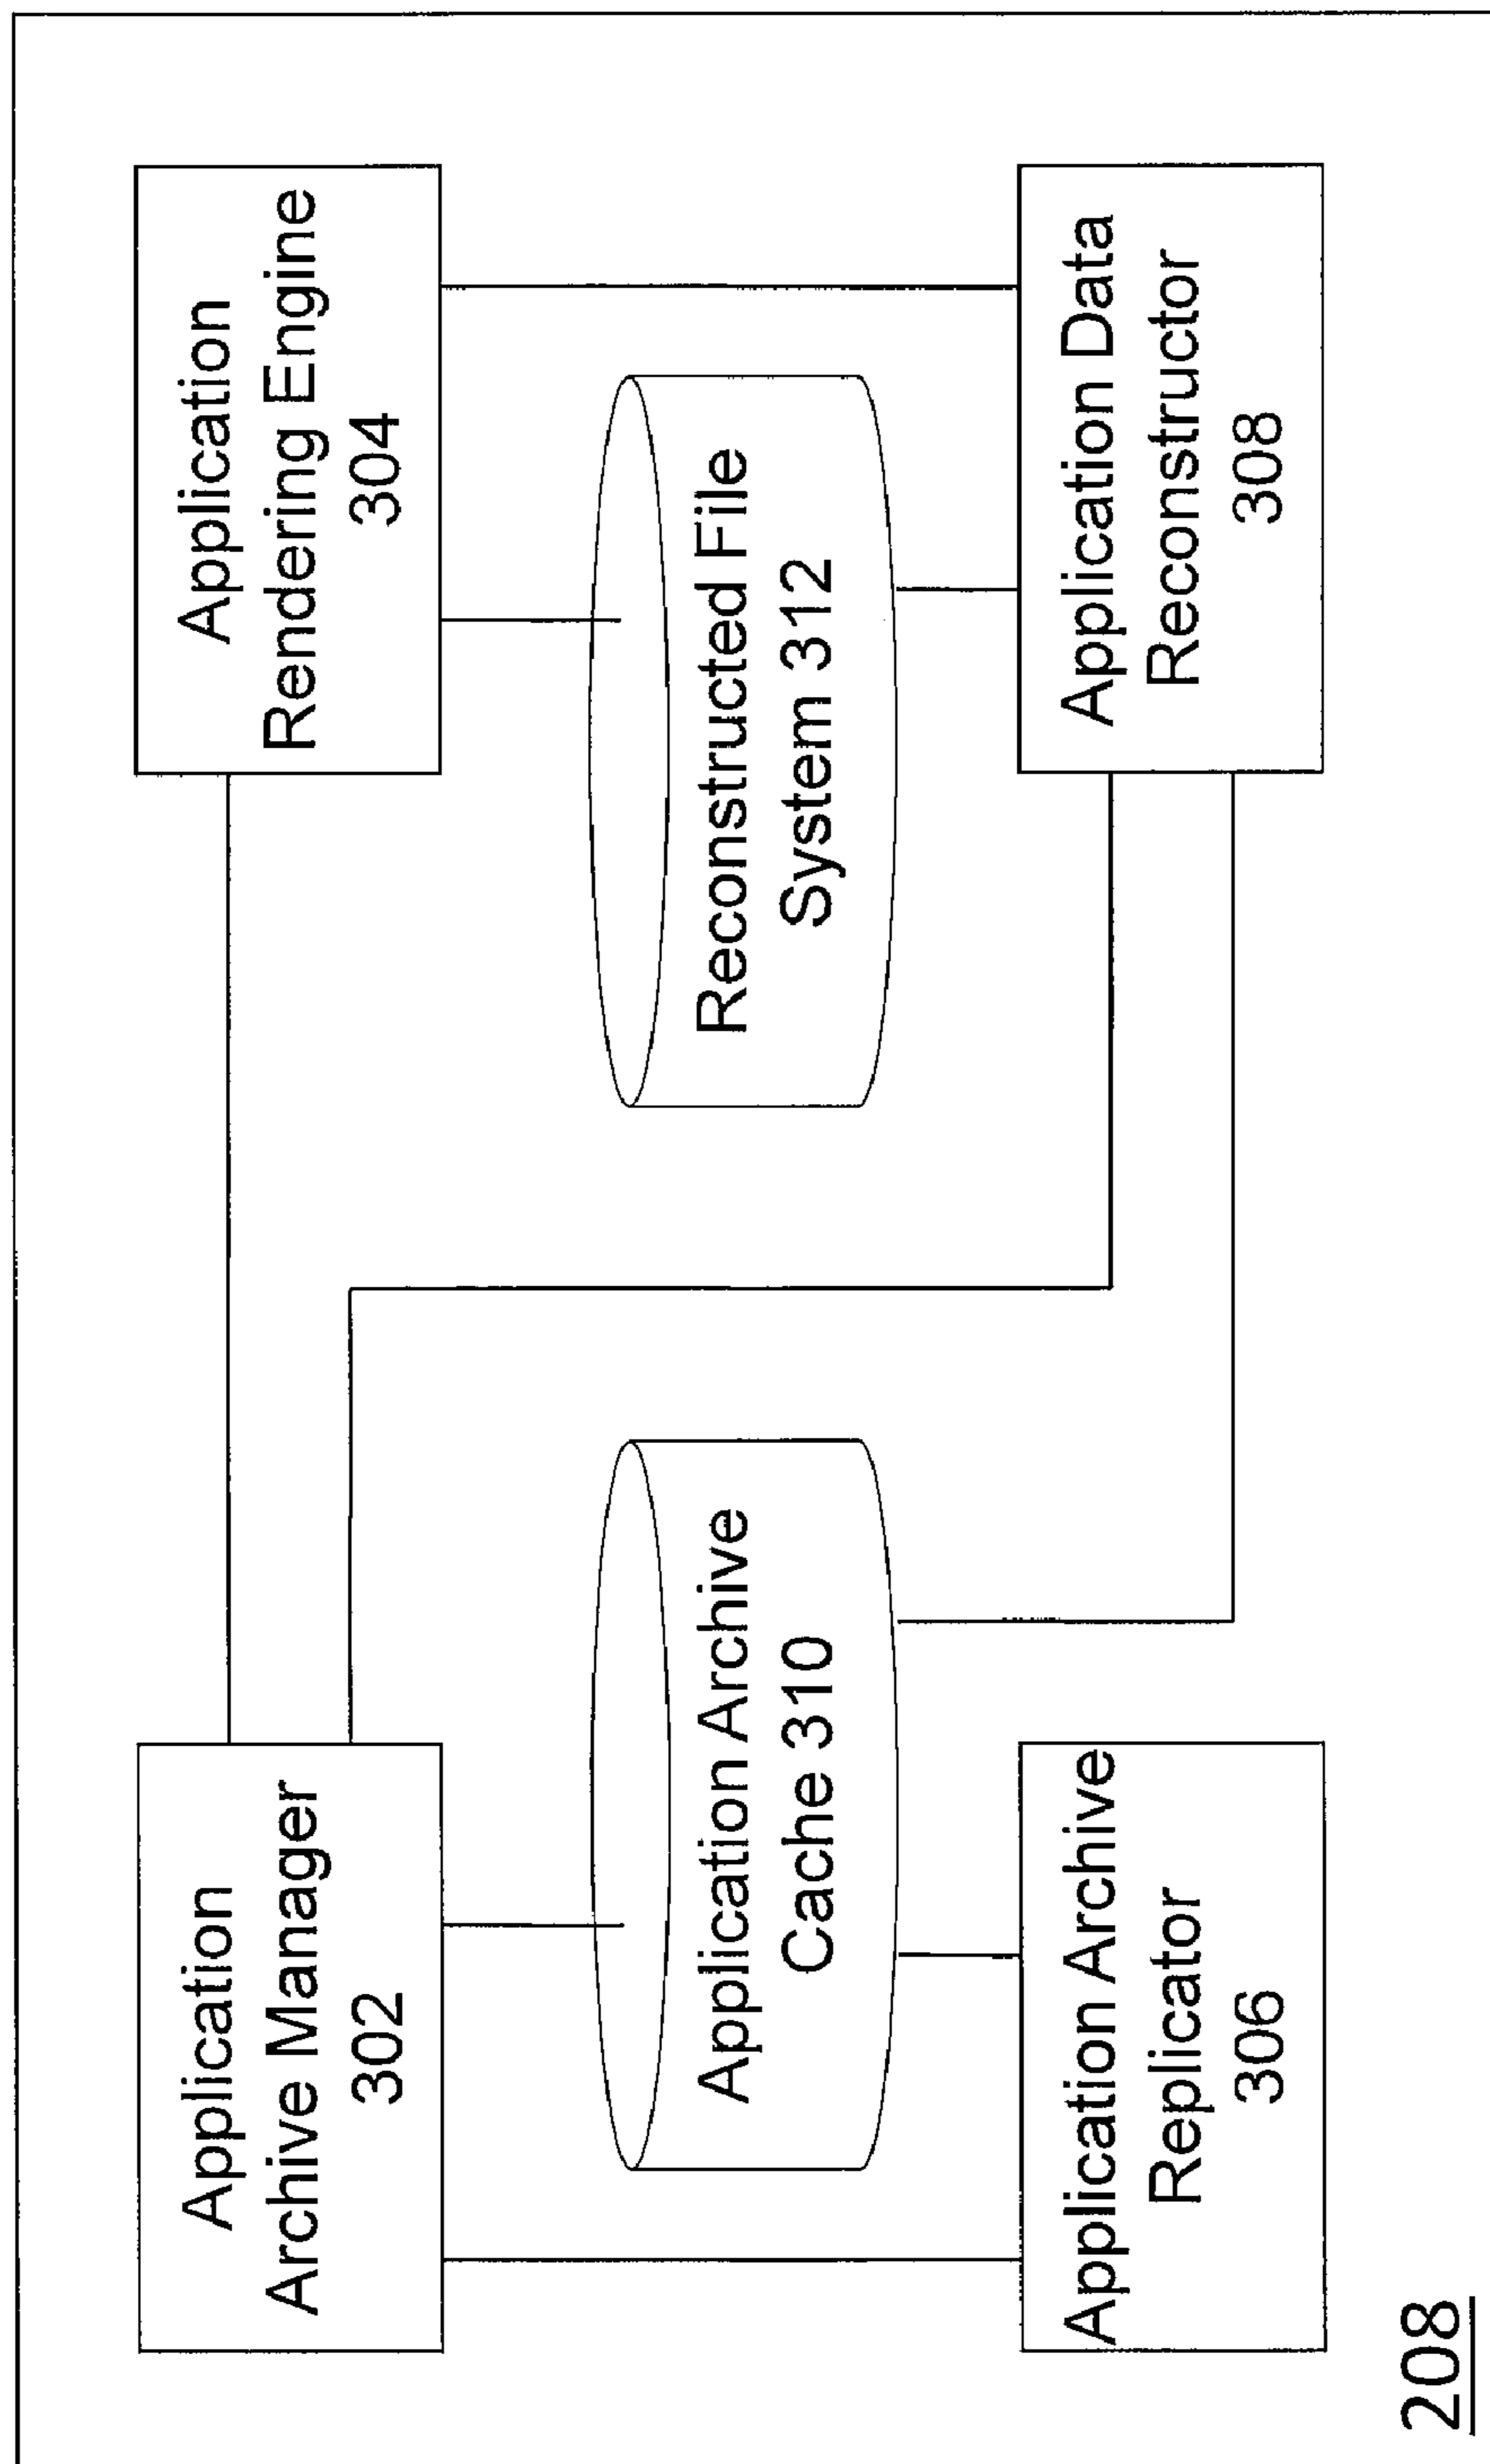 Application
Archive Manager
302
Application
Rendering Engine
304
Application Archive
Cache 310
Reconstructed File
System 312
Application Archive
Replicator
306
Application Data
Reconstructor
308
208